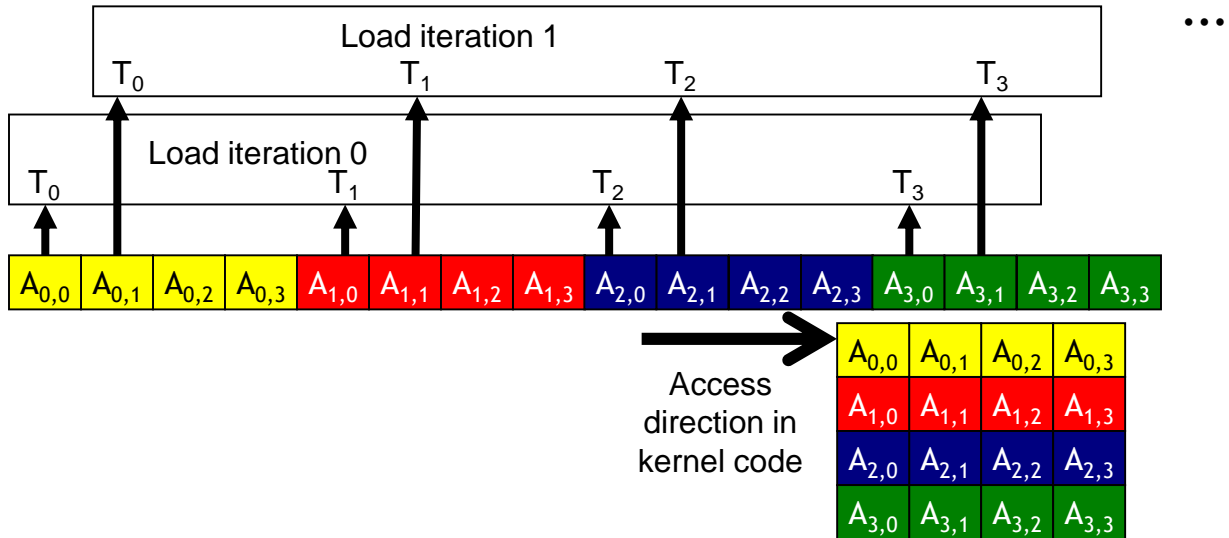 ...
Load iteration 1
T₀ T₁ T₂ T₃
Load iteration 0
T₀ T₁ T₂ T₃
A₀,₀ A₀,₁ A₀,₂ A₀,₃ A₁,₀ A₁,₁ A₁,₂ A₁,₃ A₂,₀ A₂,₁ A₂,₂ A₂,₃ A₃,₀ A₃,₁ A₃,₂ A₃,₃
Access
direction in
kernel code
A₀,₀ A₀,₁ A₀,₂ A₀,₃
A₁,₀ A₁,₁ A₁,₂ A₁,₃
A₂,₀ A₂,₁ A₂,₂ A₂,₃
A₃,₀ A₃,₁ A₃,₂ A₃,₃